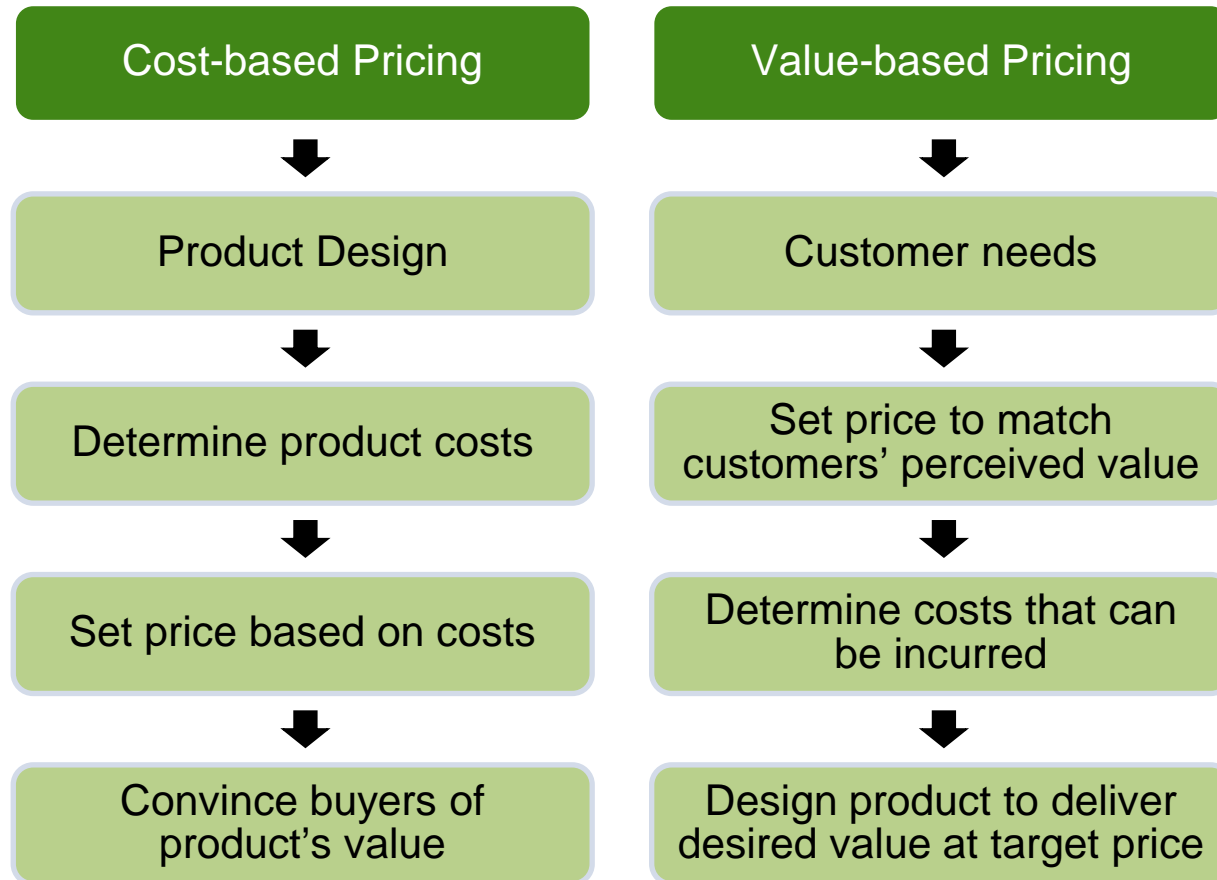 Cost-based Pricing
Product Design
Determine product costs
Set price based on costs
Convince buyers of
product’s value
Value-based Pricing
Customer needs
Set price to match
customers’ perceived value
Determine costs that can
be incurred
Design product to deliver
desired value at target price